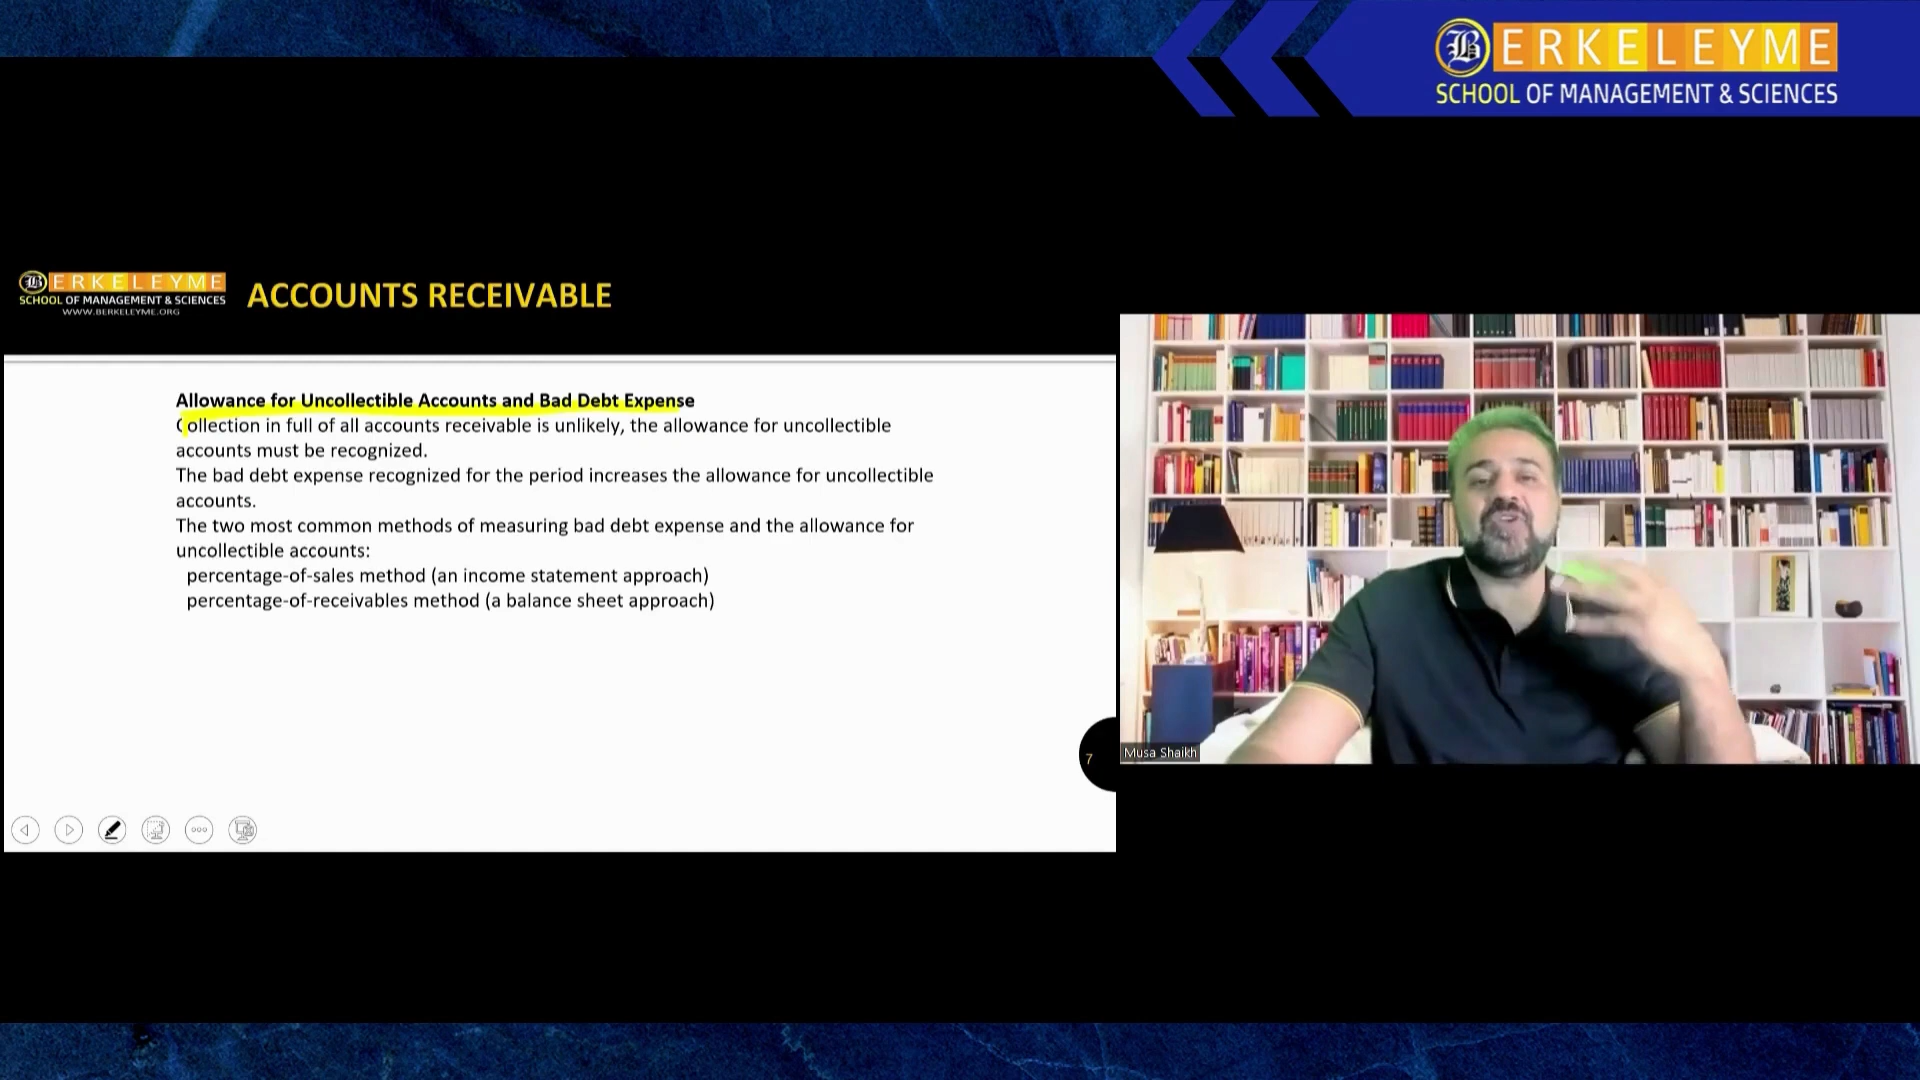 BERKELEYME
SCHOOL OF MANAGEMENT & SCIENCES
BERKELEYME
SCHOOL OF MANAGEMENT & SCIENCES
WWW.BERKELEYME.ORG
ACCOUNTS RECEIVABLE
Allowance for Uncollectible Accounts and Bad Debt Expense
Collection in full of all accounts receivable is unlikely, the allowance for uncollectible
accounts must be recognized.
The bad debt expense recognized for the period increases the allowance for uncollectible
accounts.
The two most common methods of measuring bad debt expense and the allowance for
uncollectible accounts:
percentage-of-sales method (an income statement approach)
percentage-of-receivables method (a balance sheet approach)
7
Musa Shaikh